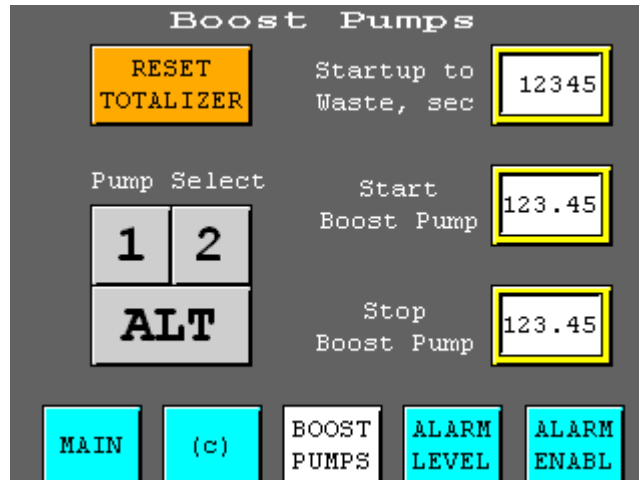 Boost Pumps
RESET
TOTALIZER
Startup to
Waste, sec
12345
Pump Select
1 2
ALT
Start
Boost Pump
123.45
Stop
Boost Pump
123.45
MAIN
(c)
BOOST
PUMPS
ALARM
LEVEL
ALARM
ENABL